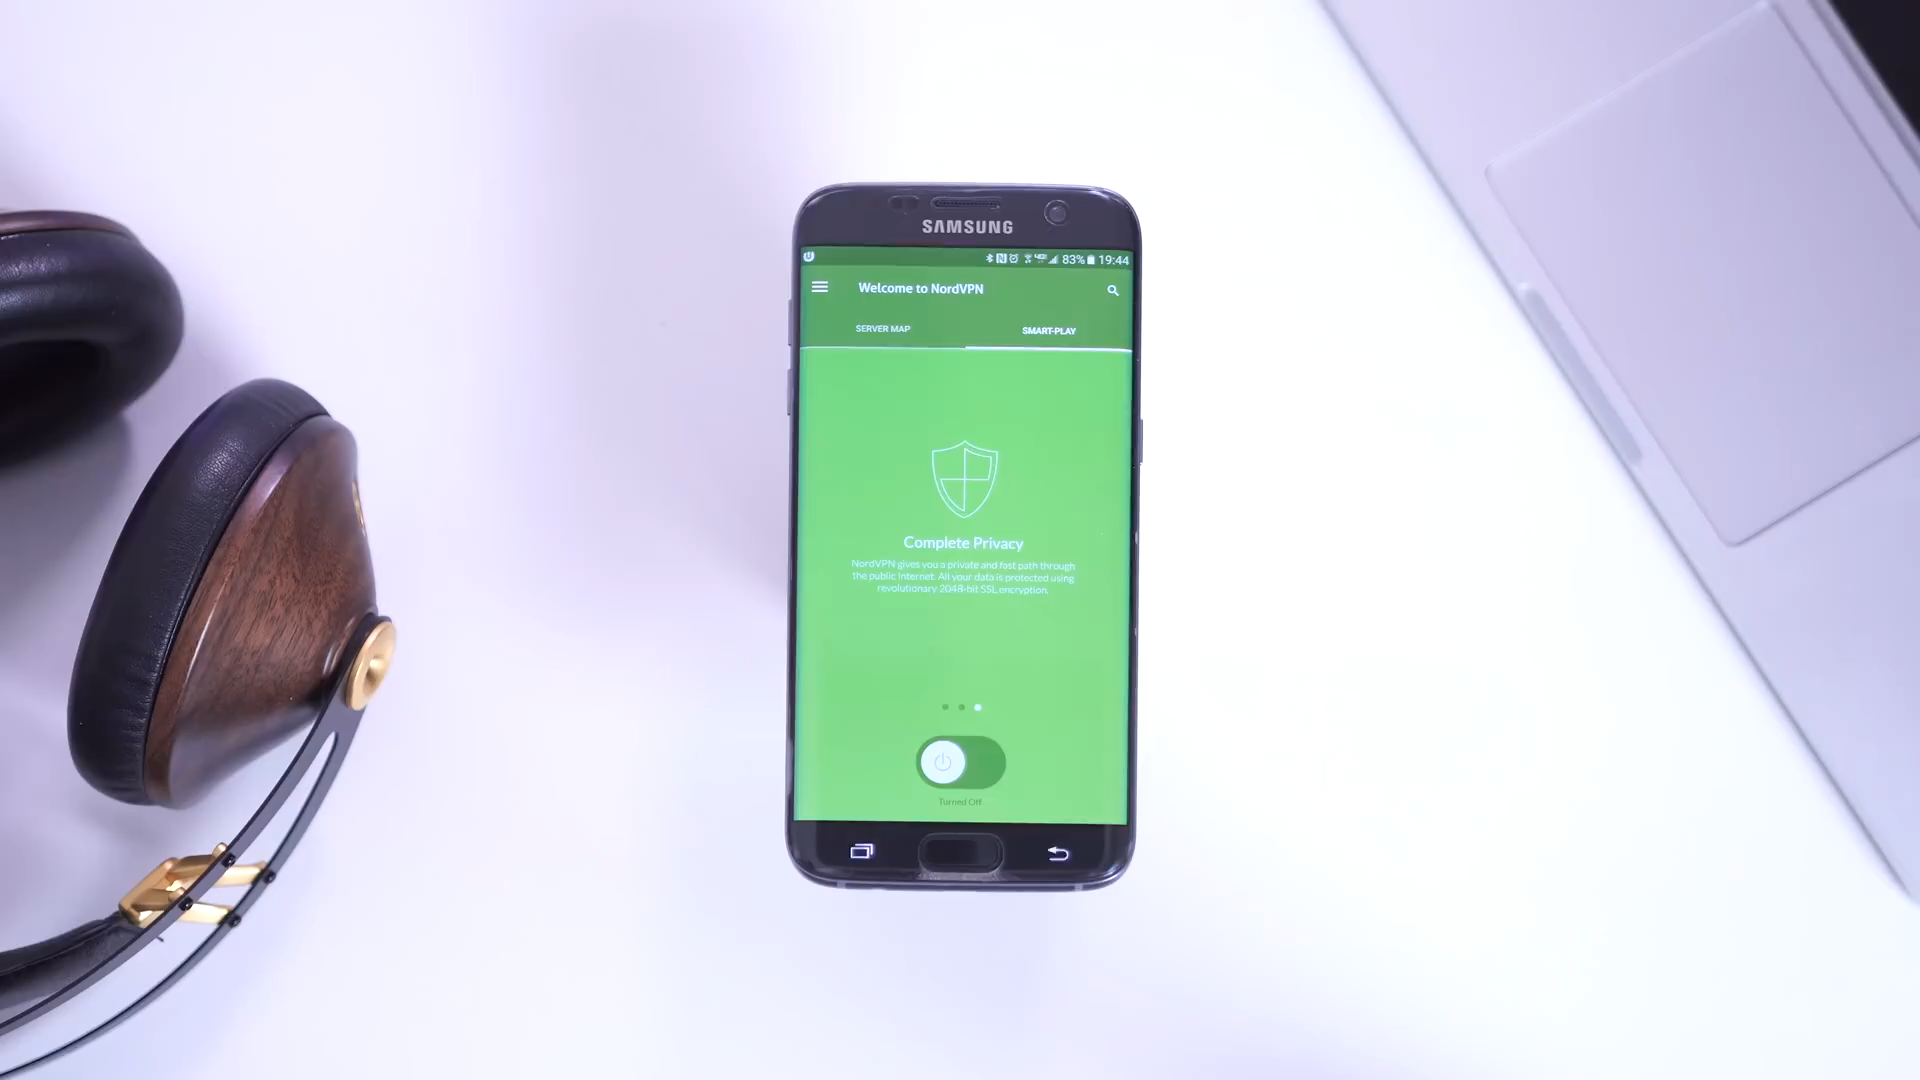 SAMSUNG
83% 19:44
Welcome to NordVPN
SERVER MAP SMART-PLAY
Complete Privacy
NordVPN gives you a private and fast path through
the public Internet. All your data is protected using
revolutionary 2048-bit SSL encryption.
Turned Off